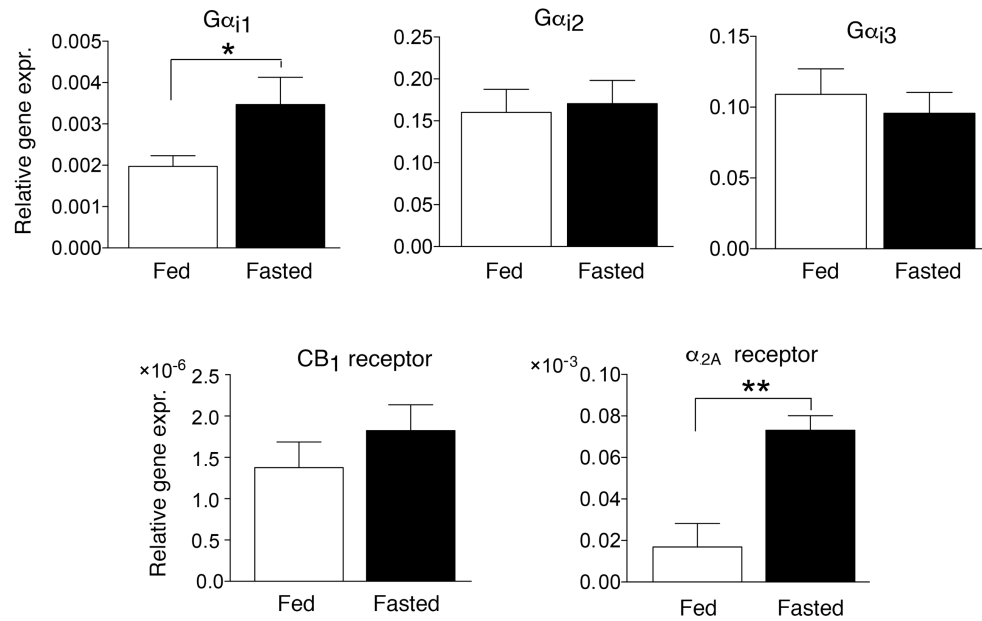 Gαi1
Gαi2
Gαi3
Relative gene expr.
0.005
0.004
0.003
0.002
0.001
0.000
*
Fed Fasted
0.25
0.20
0.15
0.10
0.05
0.00
Fed Fasted
0.15
0.10
0.05
0.00
Fed Fasted
CB1 receptor
×10-6
Relative gene expr.
2.5
2.0
1.5
1.0
0.5
0.0
Fed Fasted
α2A receptor
×10-3
0.10
0.08
0.06
0.04
0.02
0.00
**
Fed Fasted